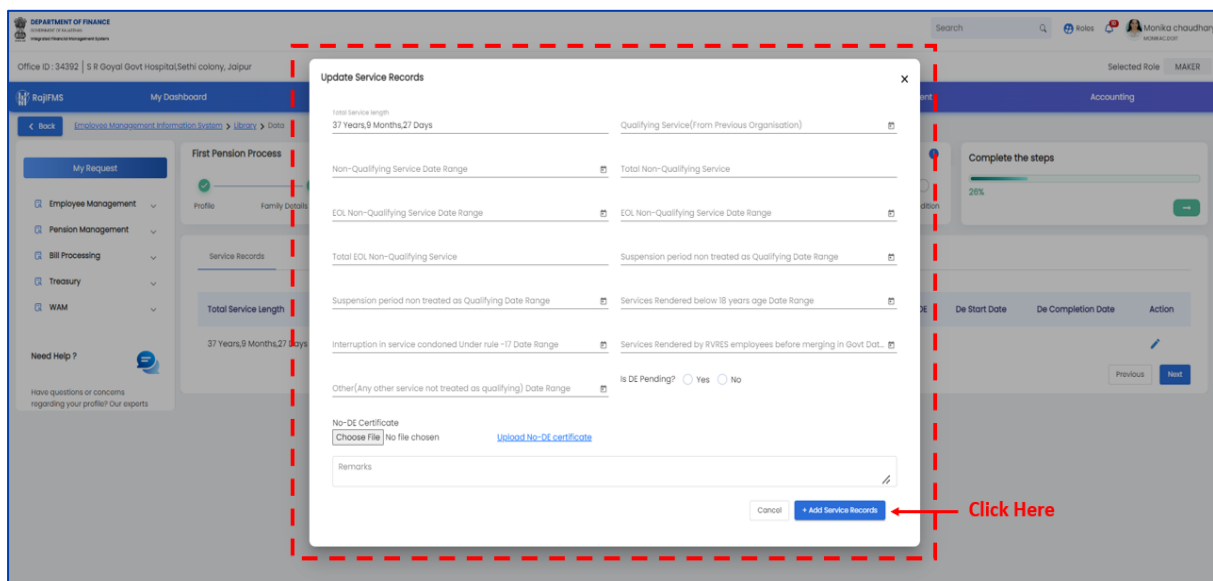 DEPARTMENT OF FINANCE
GOVERNMENT OF RAJASTHAN
Integrated Financial Management System
Search
Roles
Monika chaudhary
Office ID : 34392 | S R Goyal Govt Hospital,Sethi colony, Jaipur
Selected Role MAKER
RajIFMS
My Dashboard
Accounting
Back
Employee Management Information System > Library > Data
My Request
Employee Management
Pension Management
Bill Processing
Treasury
WAM
Need Help ?
Have questions or concerns
regarding your profile? Our experts
First Pension Process
Profile
Family Details
Complete the steps
26%
Service Records
Total Service Length
De Start Date
De Completion Date
Action
37 Years,9 Months,27 Days
Previous
Next
Update Service Records
Total Service length
37 Years,9 Months,27 Days
Qualifying Service(From Previous Organisation)
Non-Qualifying Service Date Range
Total Non-Qualifying Service
EOL Non-Qualifying Service Date Range
EOL Non-Qualifying Service Date Range
Total EOL Non-Qualifying Service
Suspension period non treated as Qualifying Date Range
Suspension period non treated as Qualifying Date Range
Services Rendered below 18 years age Date Range
Interruption in service condoned Under rule -17 Date Range
Services Rendered by RVRES employees before merging in Govt Dat...
Other(Any other service not treated as qualifying) Date Range
Is DE Pending? Yes No
No-DE Certificate
Choose File No file chosen
Upload No-DE certificate
Remarks
Cancel
+ Add Service Records
Click Here